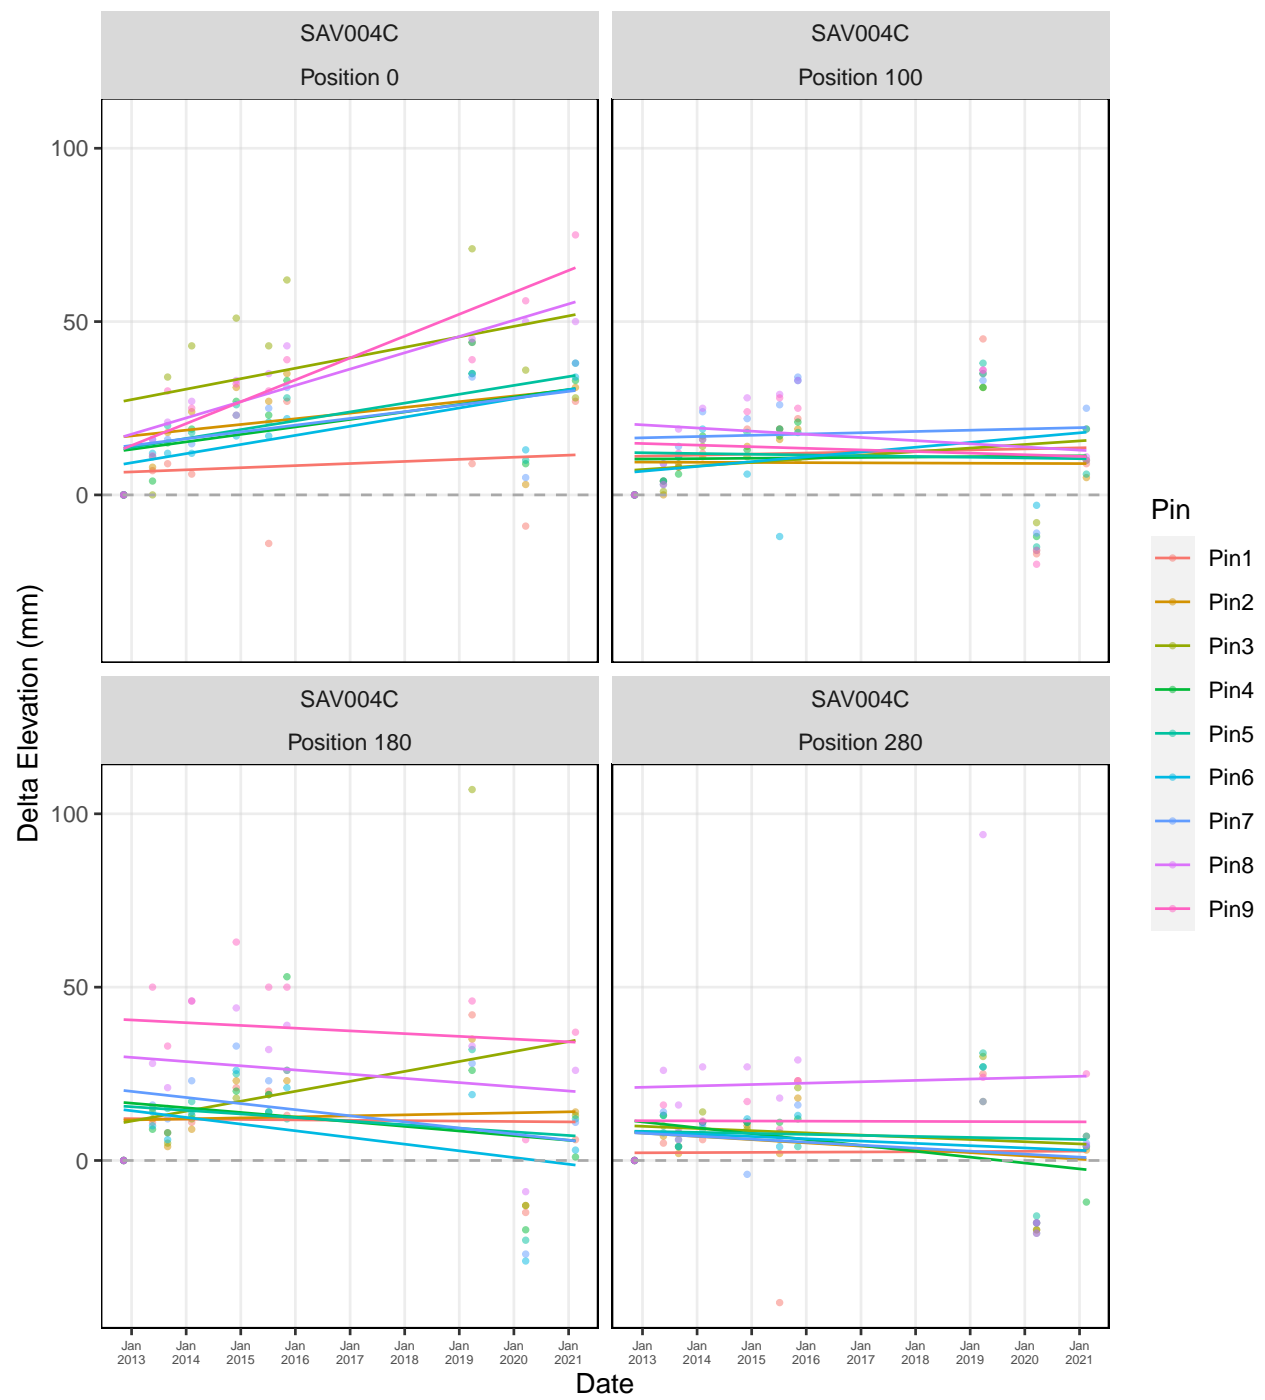 SAV004C
SAV004C
Position 0
Position 100
100
50
0
SAV004C
SAV004C
Position 180
Position 280
100
50
0
Delta Elevation (mm)
Jan Jan Jan Jan Jan Jan Jan Jan Jan
2013 2014 2015 2016 2017 2018 2019 2020 2021
Jan Jan Jan Jan Jan Jan Jan Jan Jan
2013 2014 2015 2016 2017 2018 2019 2020 2021
Date
Pin
Pin1
Pin2
Pin3
Pin4
Pin5
Pin6
Pin7
Pin8
Pin9